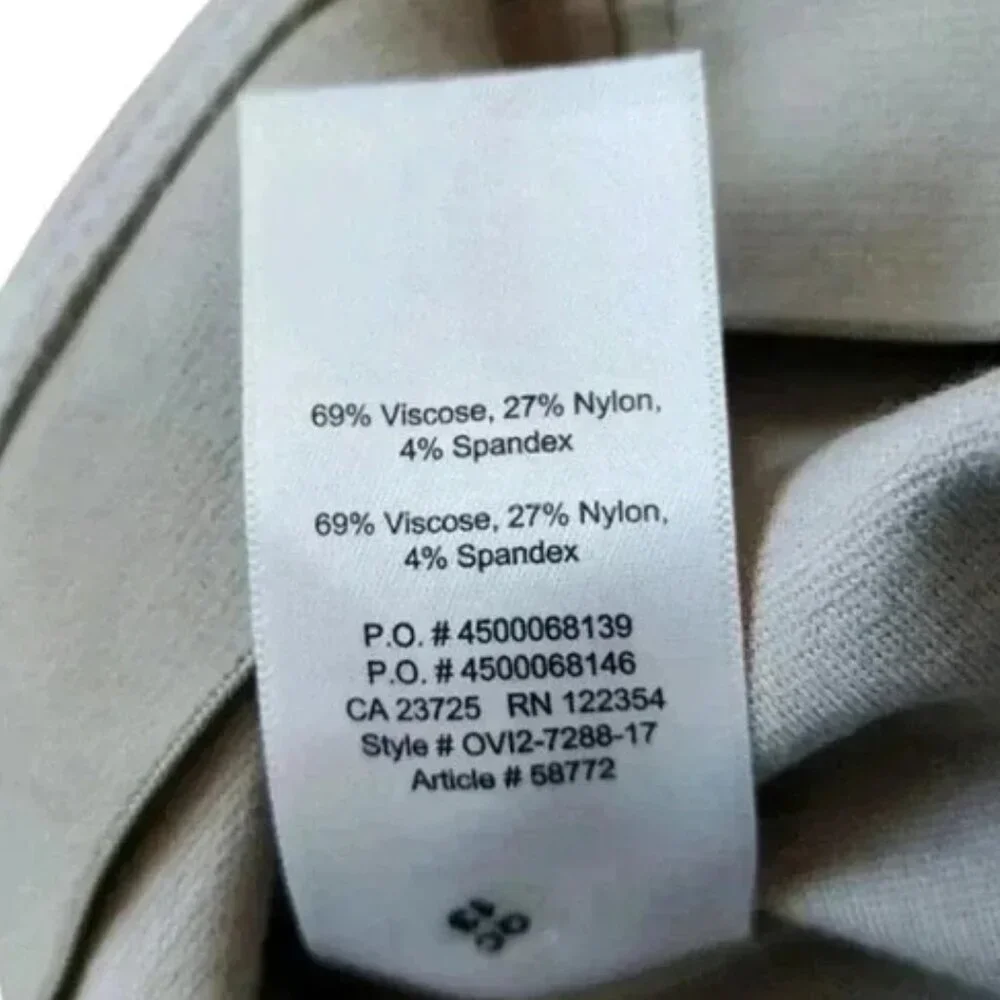 69% Viscose, 27% Nylon,
4% Spandex
69% Viscose, 27% Nylon,
4% Spandex
P.O. # 4500068139
P.O. # 4500068146
CA 23725 RN 122354
Style # OVI2-7288-17
Article # 58772